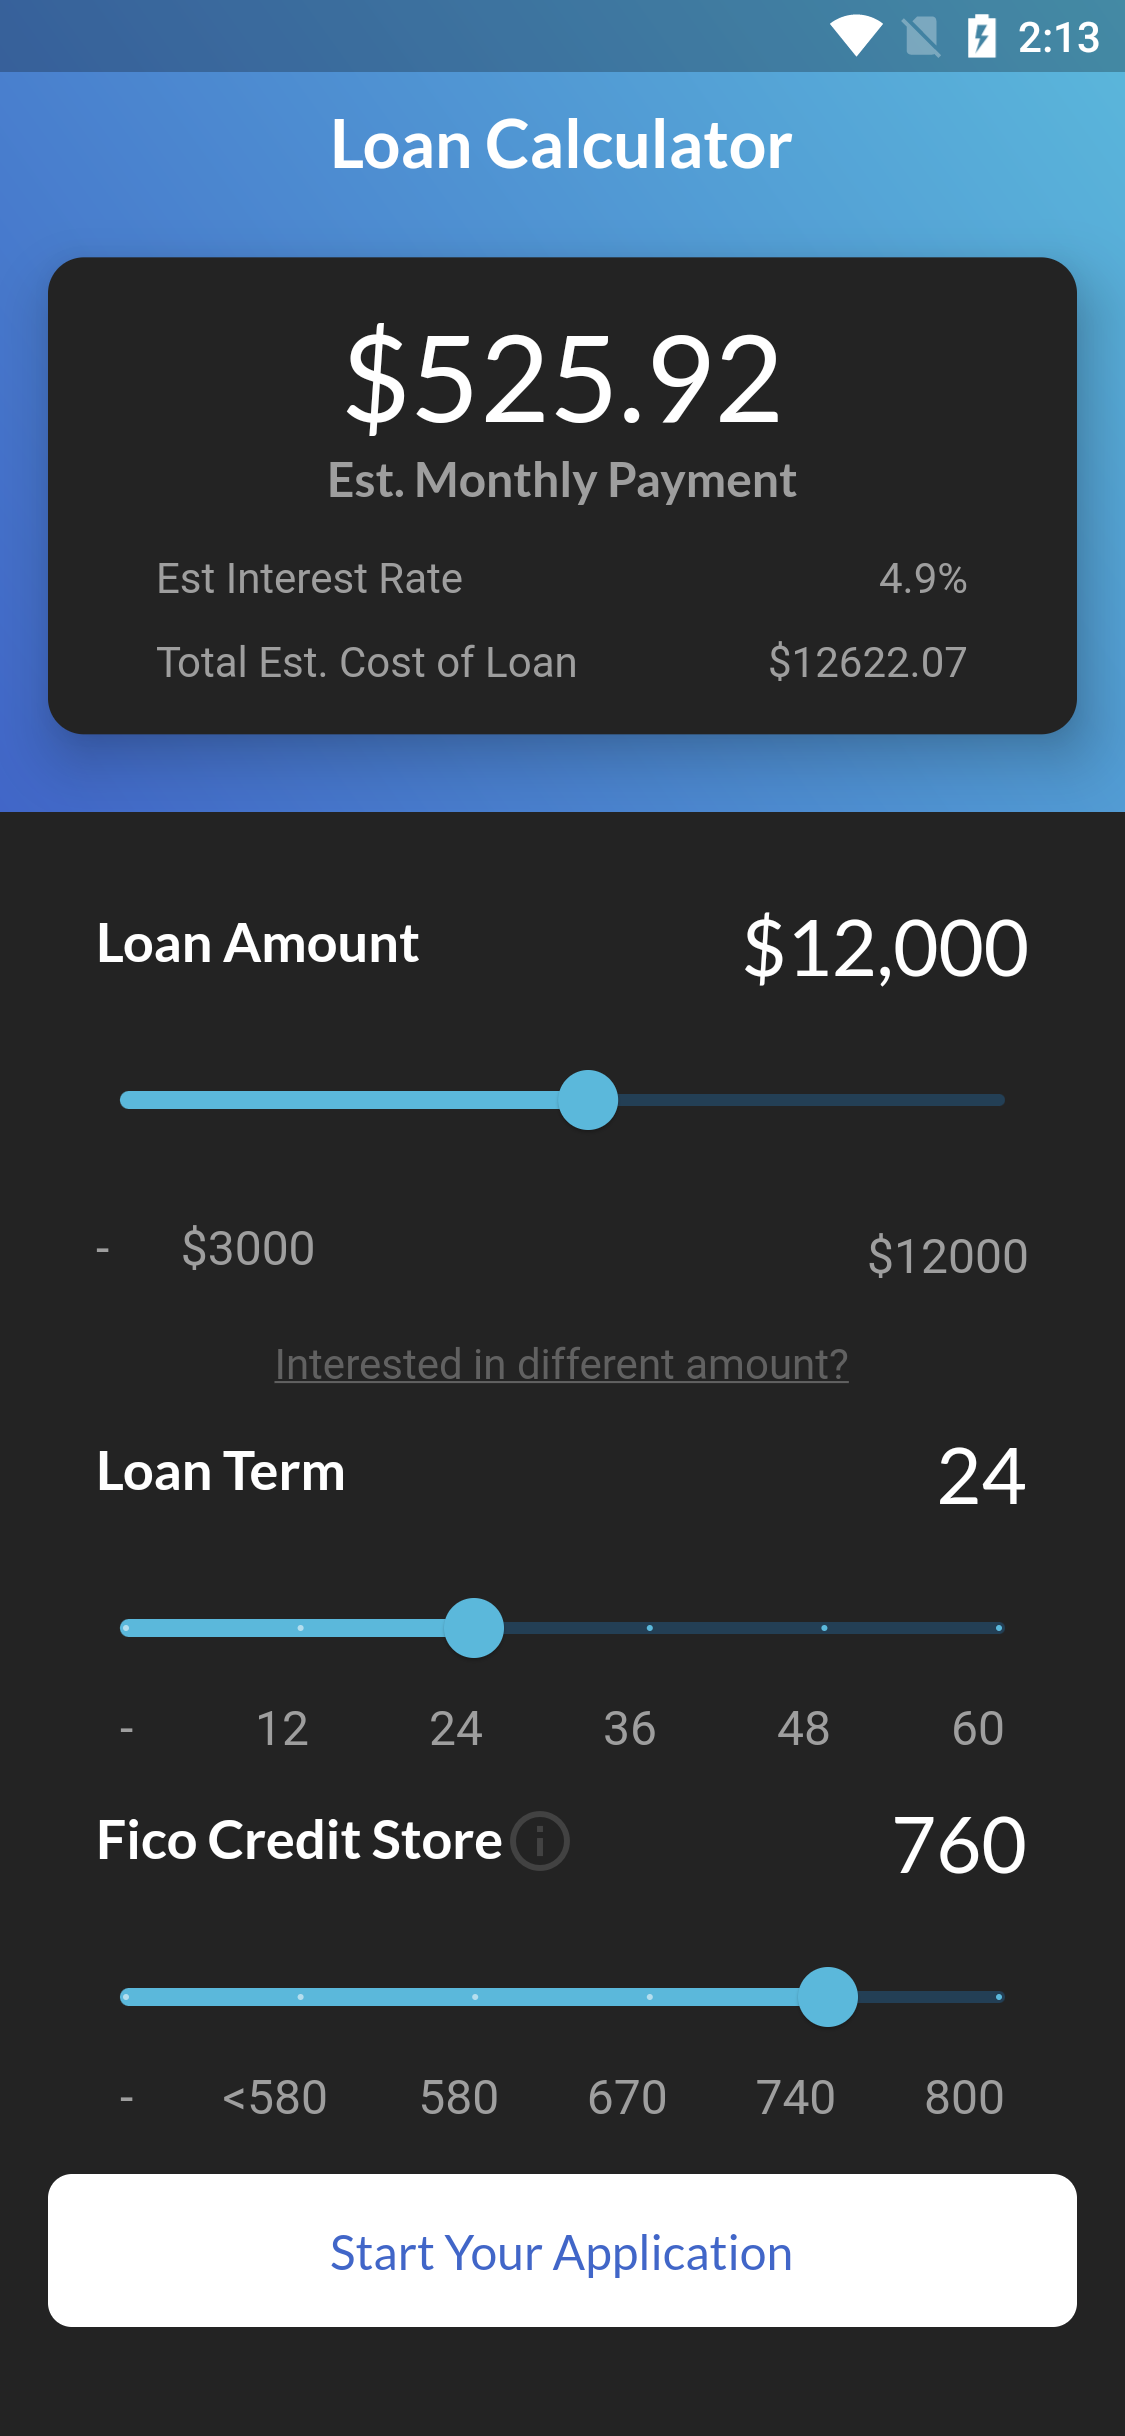 2:13
Loan Calculator
$525.92
Est. Monthly Payment
Est Interest Rate 4.9%
Total Est. Cost of Loan $12622.07
Loan Amount $12,000
- $3000 $12000
Interested in different amount?
Loan Term 24
- 12 24 36 48 60
Fico Credit Store 760
- <580 580 670 740 800
Start Your Application